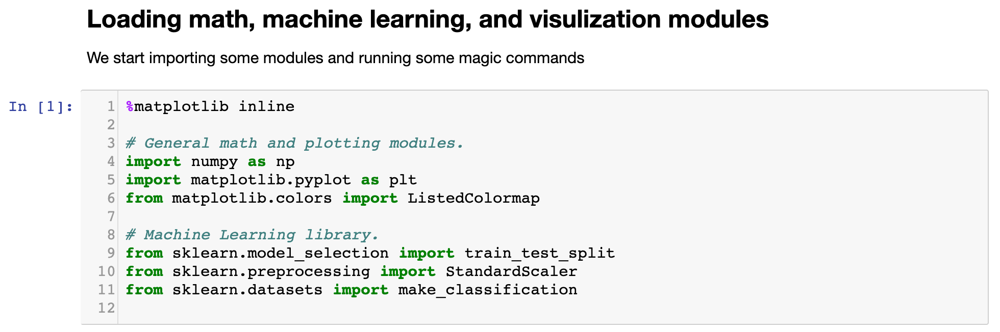 Loading math, machine learning, and visulization modules
We start importing some modules and running some magic commands
In [1]:
1 %matplotlib inline
2
3 # General math and plotting modules.
4 import numpy as np
5 import matplotlib.pyplot as plt
6 from matplotlib.colors import ListedColormap
7
8 # Machine Learning library.
9 from sklearn.model_selection import train_test_split
10 from sklearn.preprocessing import StandardScaler
11 from sklearn.datasets import make_classification
12